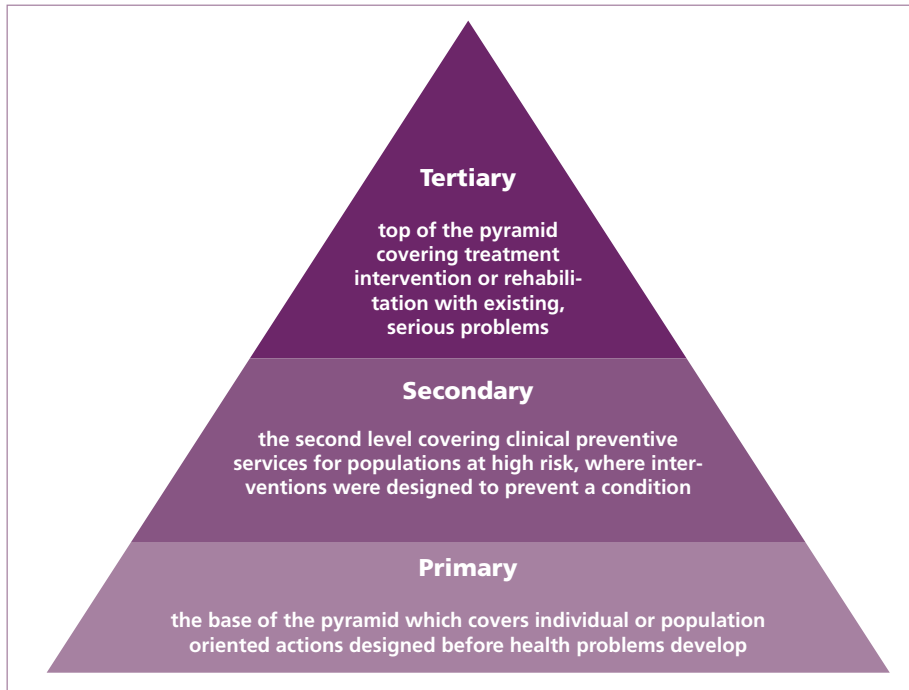 Tertiary
top of the pyramid
covering treatment
intervention or rehabili-
tation with existing,
serious problems
Secondary
the second level covering clinical preventive
services for populations at high risk, where inter-
ventions were designed to prevent a condition
Primary
the base of the pyramid which covers individual or population
oriented actions designed before health problems develop